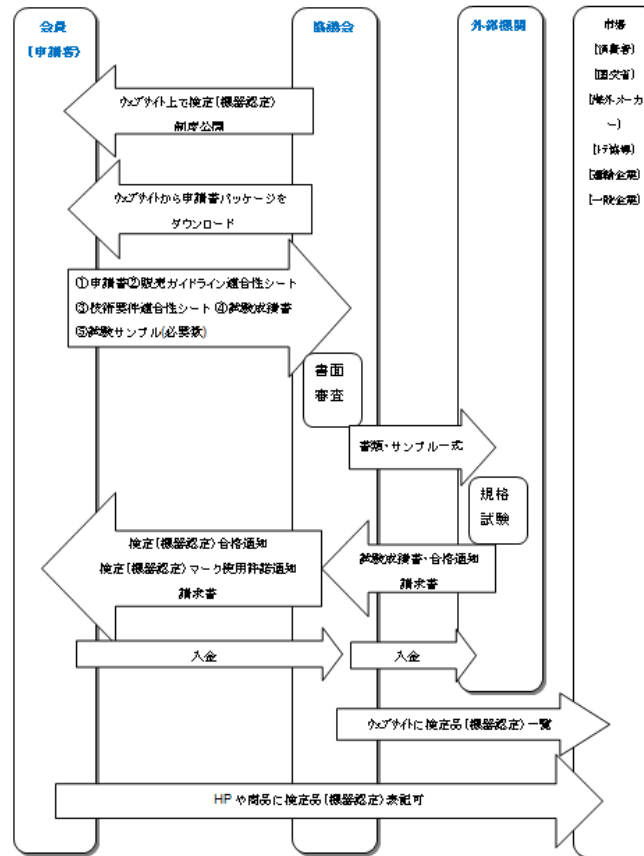 会員
(申請者)
協議会
外部機関
市場
[消費者]
[国交省]
[海外メーカ
ー]
[トラ協等]
[運輸企業]
[一般企業]
ウェブサイト上で検定(機器認定)
制度公開
ウェブサイトから申請書パッケージを
ダウンロード
①申請書②販売ガイドライン適合性シート
③技術要件適合性シート ④試験成績書
⑤試験サンプル(必要数)
書面
審査
書類・サンプル一式
規格
試験
試験成績書・合格通知
請求書
検定(機器認定)合格通知
検定(機器認定)マーク使用許諾通知
請求書
入金
入金
ウェブサイトに検定品(機器認定)一覧
HPや商品に検定品(機器認定)表記可